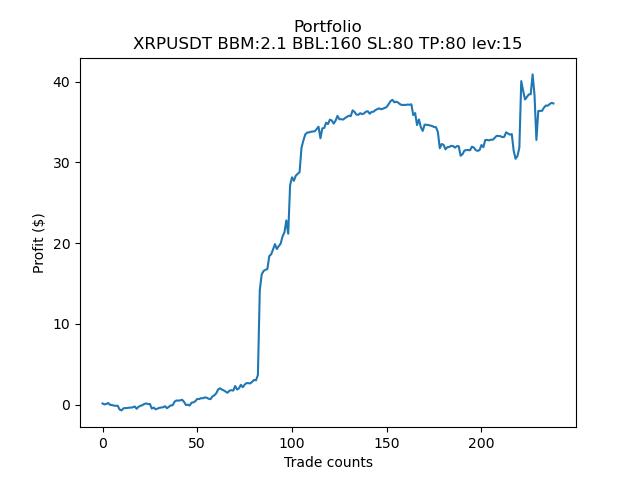 Portfolio
XRPUSDT BBM:2.1 BBL:160 SL:80 TP:80 lev:15
Profit ($)
40
30
20
10
0
0 50 100 150 200
Trade counts